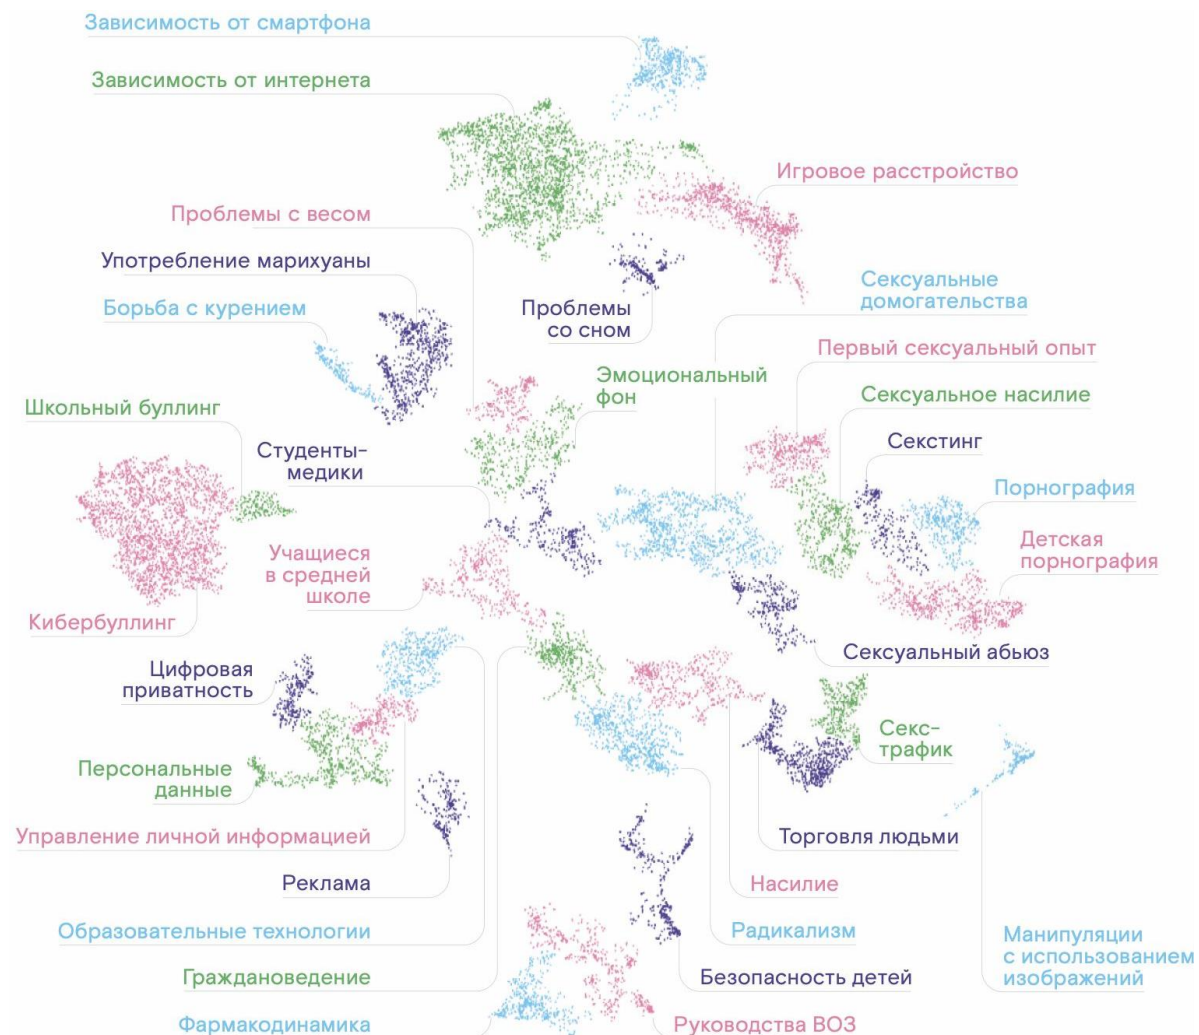 Зависимость от смартфона
Зависимость от интернета
Игровое расстройство
Проблемы с весом
Употребление марихуаны
Сексуальные
домогательства
Борьба с курением
Проблемы
со сном
Первый сексуальный опыт
Эмоциональный
фон
Сексуальное насилие
Школьный буллинг
Секстинг
Студенты-
медики
Порнография
Детская
порнография
Учащиеся
в средней
школе
Кибербуллинг
Сексуальный абьюз
Цифровая
приватность
Секс-
трафик
Персональные
данные
Управление личной информацией
Торговля людьми
Реклама
Насилие
Образовательные технологии
Радикализм
Манипуляции
с использованием
изображений
Граждановедение
Безопасность детей
Фармакодинамика
Руководства ВОЗ